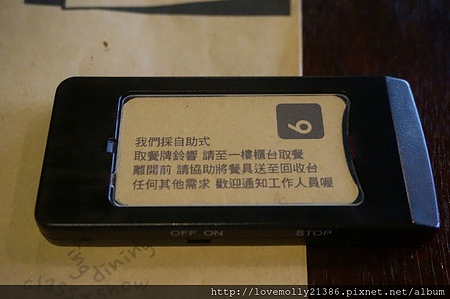 我們採自助式
取餐牌鈴響 請至一樓櫃台取餐
離開前 請協助將餐具送至回收台
任何其他需求 歡迎通知工作人員喔
OFF ON
STOP
dining
http://lovemolly21386.pixnet.net/album